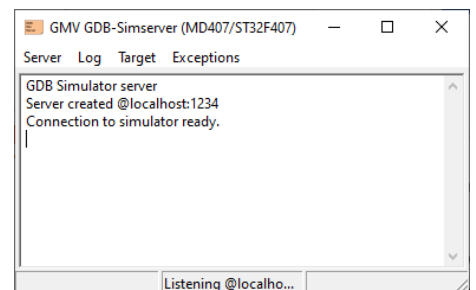 GMV GDB-Simserver (MD407/ST32F407)
Server Log Target Exceptions
GDB Simulator server
Server created @localhost:1234
Connection to simulator ready.
Listening @localho...